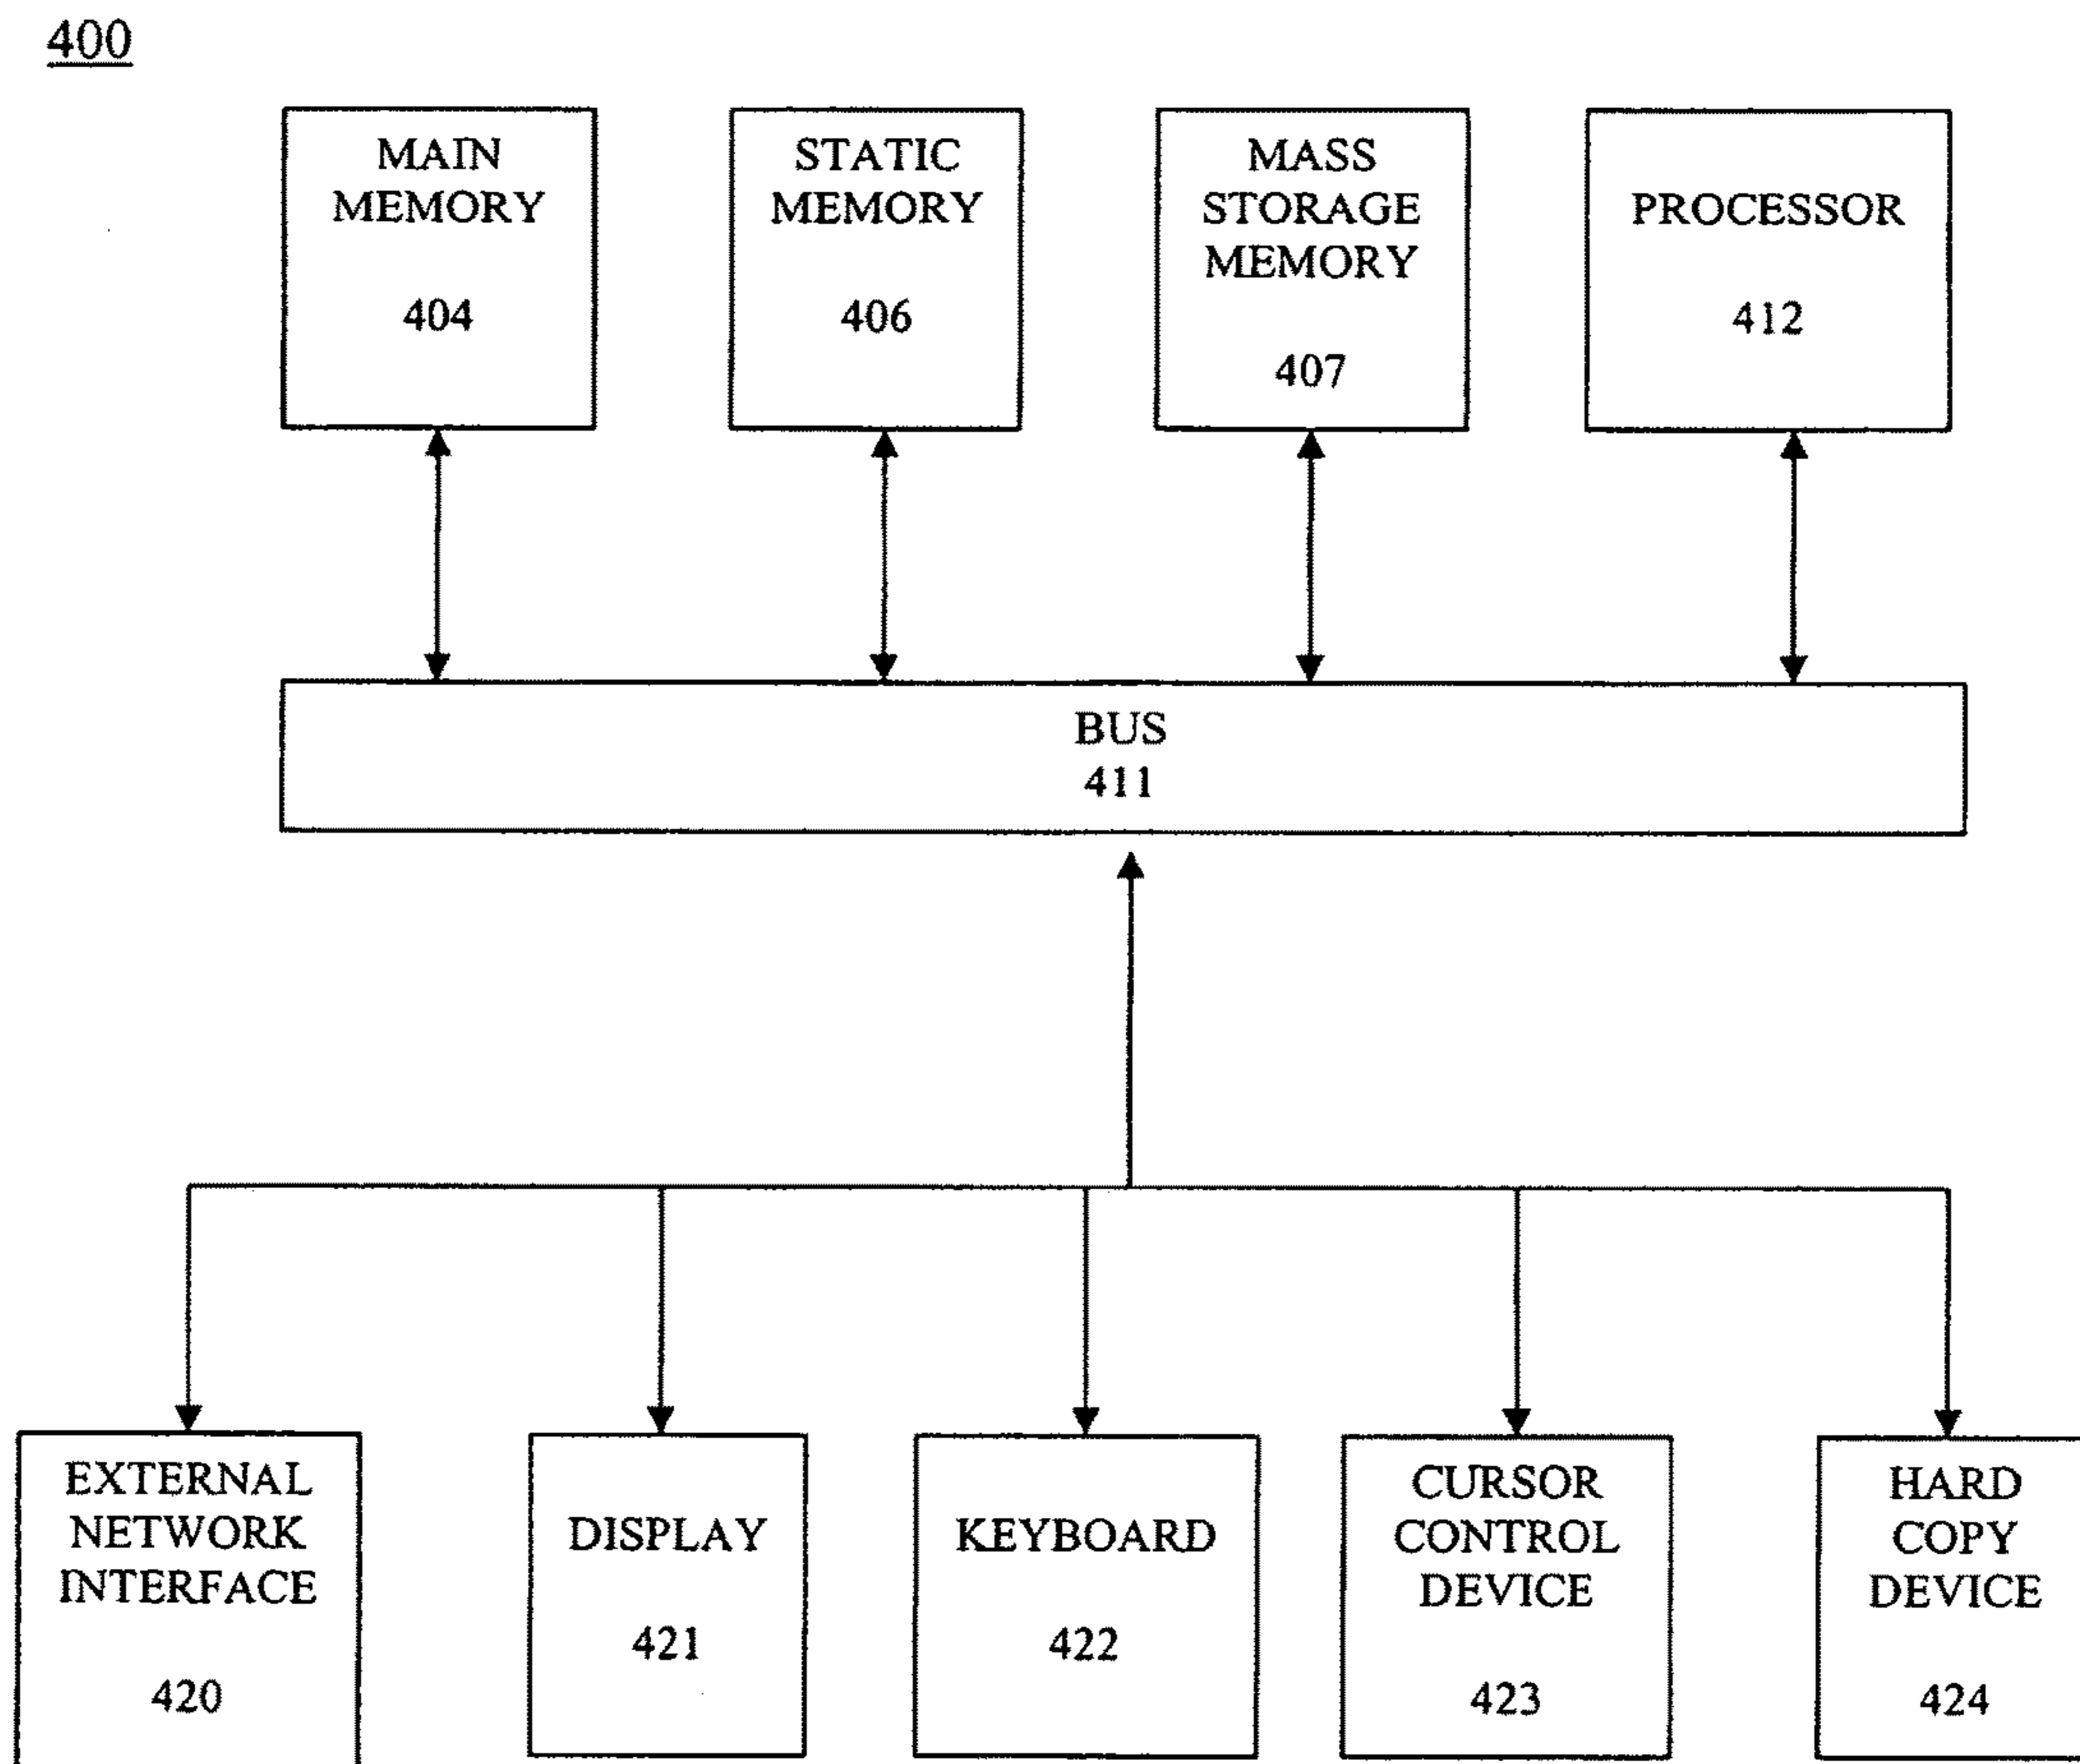 400
MAIN
MEMORY
404
STATIC
MEMORY
406
MASS
STORAGE
MEMORY
407
PROCESSOR
412
BUS
411
EXTERNAL
NETWORK
INTERFACE
420
DISPLAY
421
KEYBOARD
422
CURSOR
CONTROL
DEVICE
423
HARD
COPY
DEVICE
424